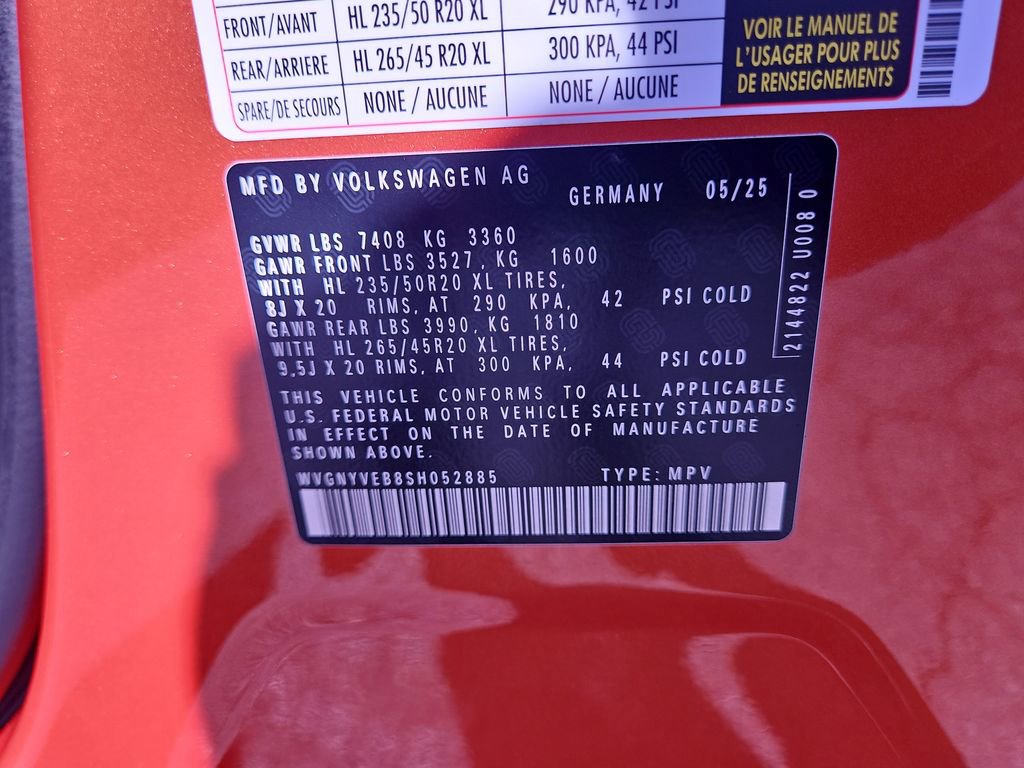 FRONT/AVANT HL 235/50 R20 XL 290 KPA, 42 PSI
REAR/ARRIERE HL 265/45 R20 XL 300 KPA, 44 PSI
SPARE/DE SECOURS NONE / AUCUNE NONE / AUCUNE
VOIR LE MANUEL DE
L'USAGER POUR PLUS
DE RENSEIGNEMENTS
MFD BY VOLKSWAGEN AG GERMANY 05/25
GVWR LBS 7408 KG 3360
GAWR FRONT LBS 3527, KG 1600
WITH HL 235/50R20 XL TIRES,
8J X 20 RIMS, AT 290 KPA, 42 PSI COLD
GAWR REAR LBS 3990, KG 1810
WITH HL 265/45R20 XL TIRES,
9,5J X 20 RIMS, AT 300 KPA, 44 PSI COLD
THIS VEHICLE CONFORMS TO ALL APPLICABLE
U.S. FEDERAL MOTOR VEHICLE SAFETY STANDARDS
IN EFFECT ON THE DATE OF MANUFACTURE
SHOWN ABOVE.
WVGNYVEB8SH052885 TYPE: MPV
2144822 U008 0